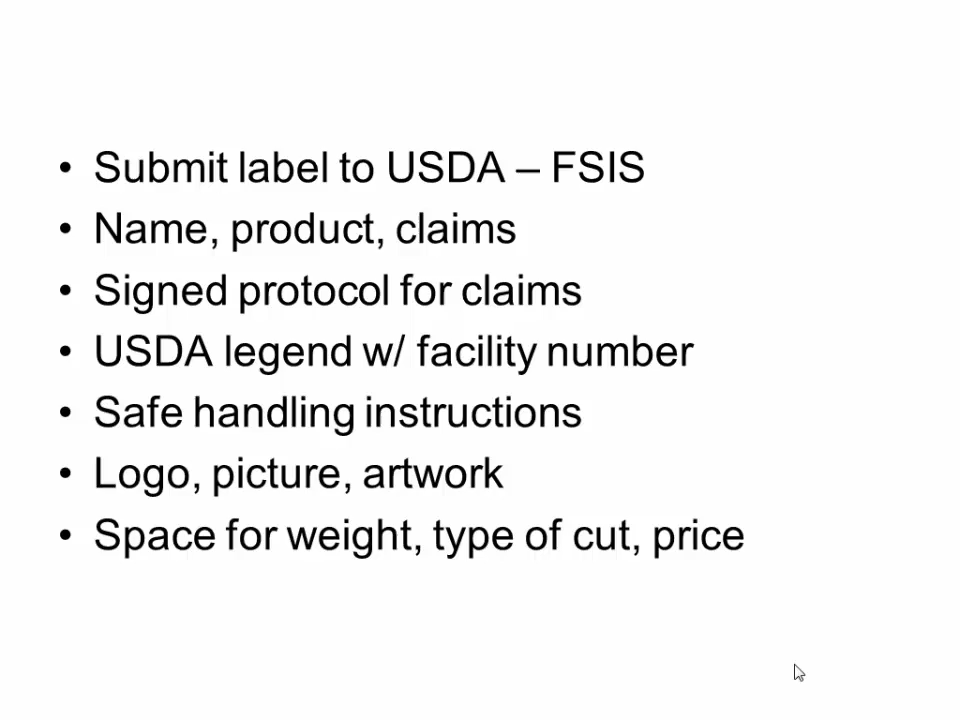 • Submit label to USDA – FSIS
• Name, product, claims
• Signed protocol for claims
• USDA legend w/ facility number
• Safe handling instructions
• Logo, picture, artwork
• Space for weight, type of cut, price